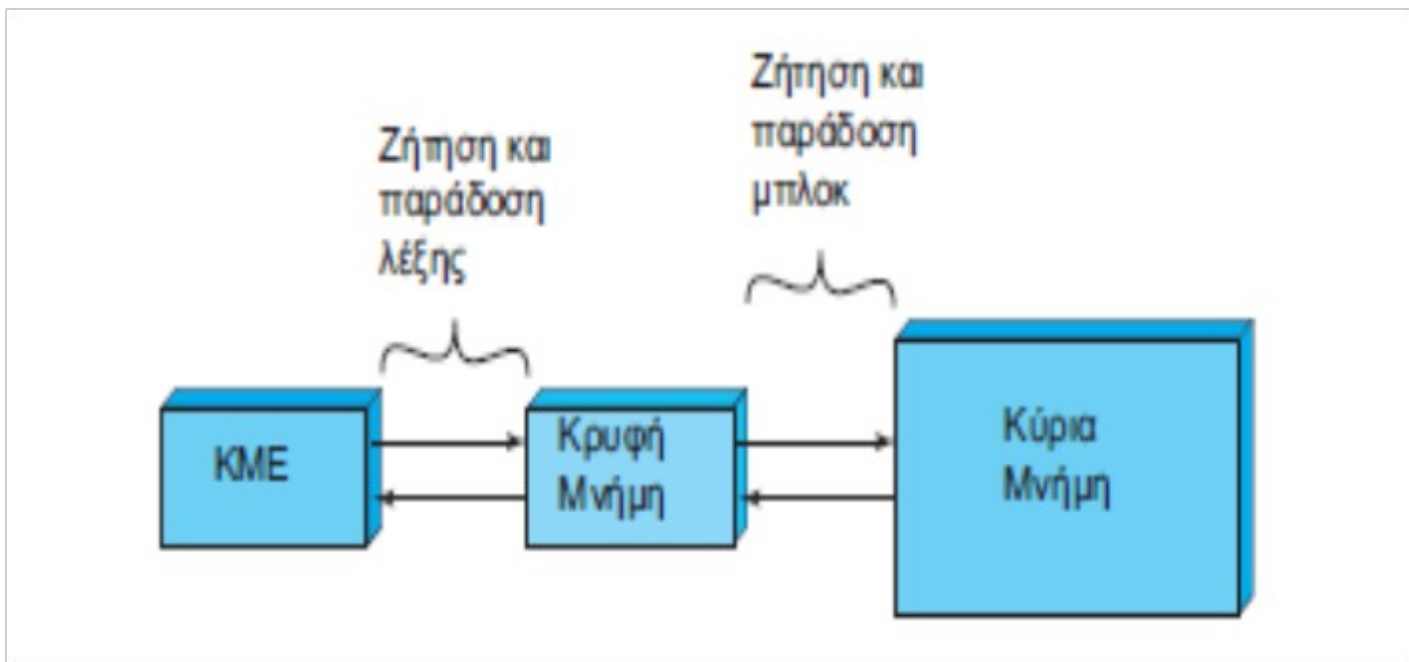 Ζήτηση και
παράδοση
λέξης
Ζήτηση και
παράδοση
μπλοκ
ΚΜΕ
Κρυφή
Μνήμη
Κύρια
Μνήμη